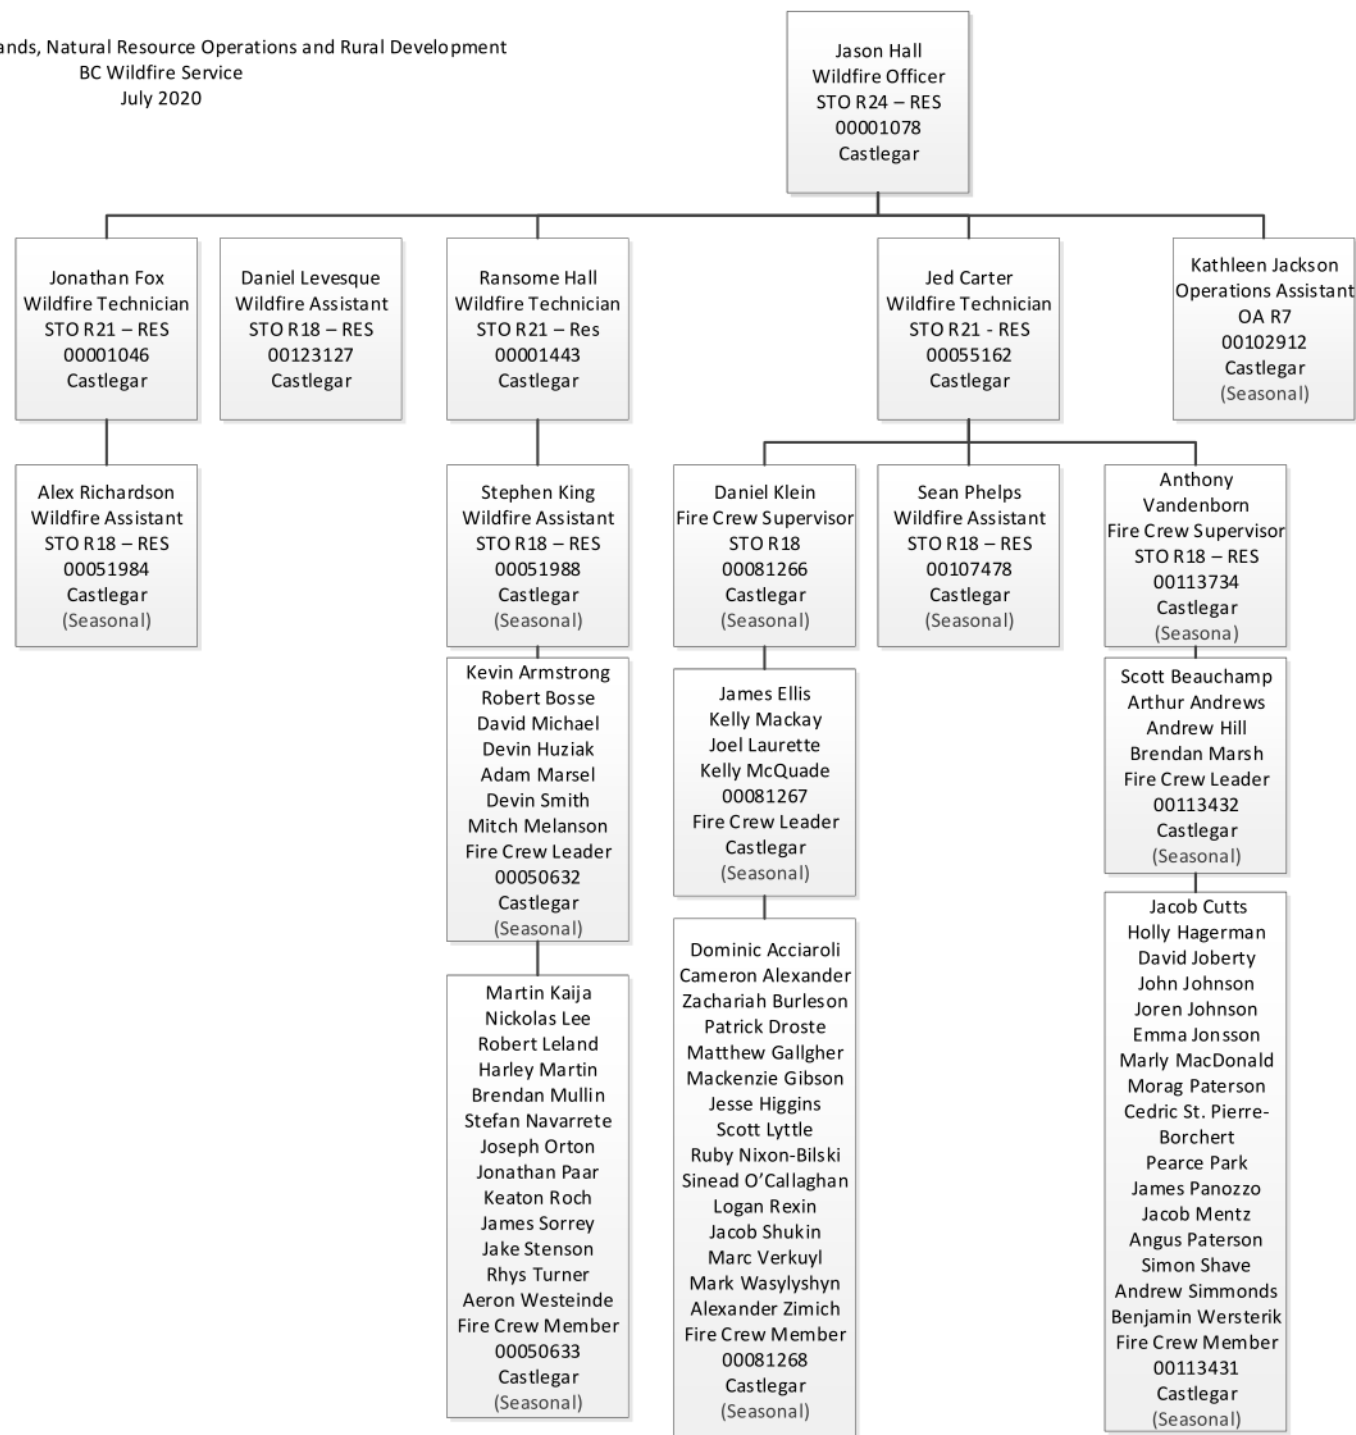 ands, Natural Resource Operations and Rural Development
BC Wildfire Service
July 2020
Jason Hall
Wildfire Officer
STO R24 – RES
00001078
Castlegar
Jonathan Fox
Wildfire Technician
STO R21 – RES
00001046
Castlegar
Daniel Levesque
Wildfire Assistant
STO R18 – RES
00123127
Castlegar
Ransome Hall
Wildfire Technician
STO R21 – Res
00001443
Castlegar
Jed Carter
Wildfire Technician
STO R21 - RES
00055162
Castlegar
Kathleen Jackson
Operations Assistant
OA R7
00102912
Castlegar
(Seasonal)
Alex Richardson
Wildfire Assistant
STO R18 – RES
00051984
Castlegar
(Seasonal)
Stephen King
Wildfire Assistant
STO R18 – RES
00051988
Castlegar
(Seasonal)
Daniel Klein
Fire Crew Supervisor
STO R18
00081266
Castlegar
(Seasonal)
Sean Phelps
Wildfire Assistant
STO R18 – RES
00107478
Castlegar
(Seasonal)
Anthony
Vandenborn
Fire Crew Supervisor
STO R18 – RES
00113734
Castlegar
(Seasona)
Kevin Armstrong
Robert Bosse
David Michael
Devin Huziak
Adam Marsel
Devin Smith
Mitch Melanson
Fire Crew Leader
00050632
Castlegar
(Seasonal)
James Ellis
Kelly Mackay
Joel Laurette
Kelly McQuade
00081267
Fire Crew Leader
Castlegar
(Seasonal)
Scott Beauchamp
Arthur Andrews
Andrew Hill
Brendan Marsh
Fire Crew Leader
00113432
Castlegar
(Seasonal)
Martin Kaija
Nickolas Lee
Robert Leland
Harley Martin
Brendan Mullin
Stefan Navarrete
Joseph Orton
Jonathan Paar
Keaton Roch
James Sorrey
Jake Stenson
Rhys Turner
Aeron Westeinde
Fire Crew Member
00050633
Castlegar
(Seasonal)
Dominic Acciaroli
Cameron Alexander
Zachariah Burleson
Patrick Droste
Matthew Gallgher
Mackenzie Gibson
Jesse Higgins
Scott Lyttle
Ruby Nixon-Bilski
Sinead O’Callaghan
Logan Rexin
Jacob Shukin
Marc Verkuyl
Mark Wasylyshyn
Alexander Zimich
Fire Crew Member
00081268
Castlegar
(Seasonal)
Jacob Cutts
Holly Hagerman
David Joberty
John Johnson
Joren Johnson
Emma Jonsson
Marly MacDonald
Morag Paterson
Cedric St. Pierre-
Borchert
Pearce Park
James Panozzo
Jacob Mentz
Angus Paterson
Simon Shave
Andrew Simmonds
Benjamin Wersterik
Fire Crew Member
00113431
Castlegar
(Seasonal)